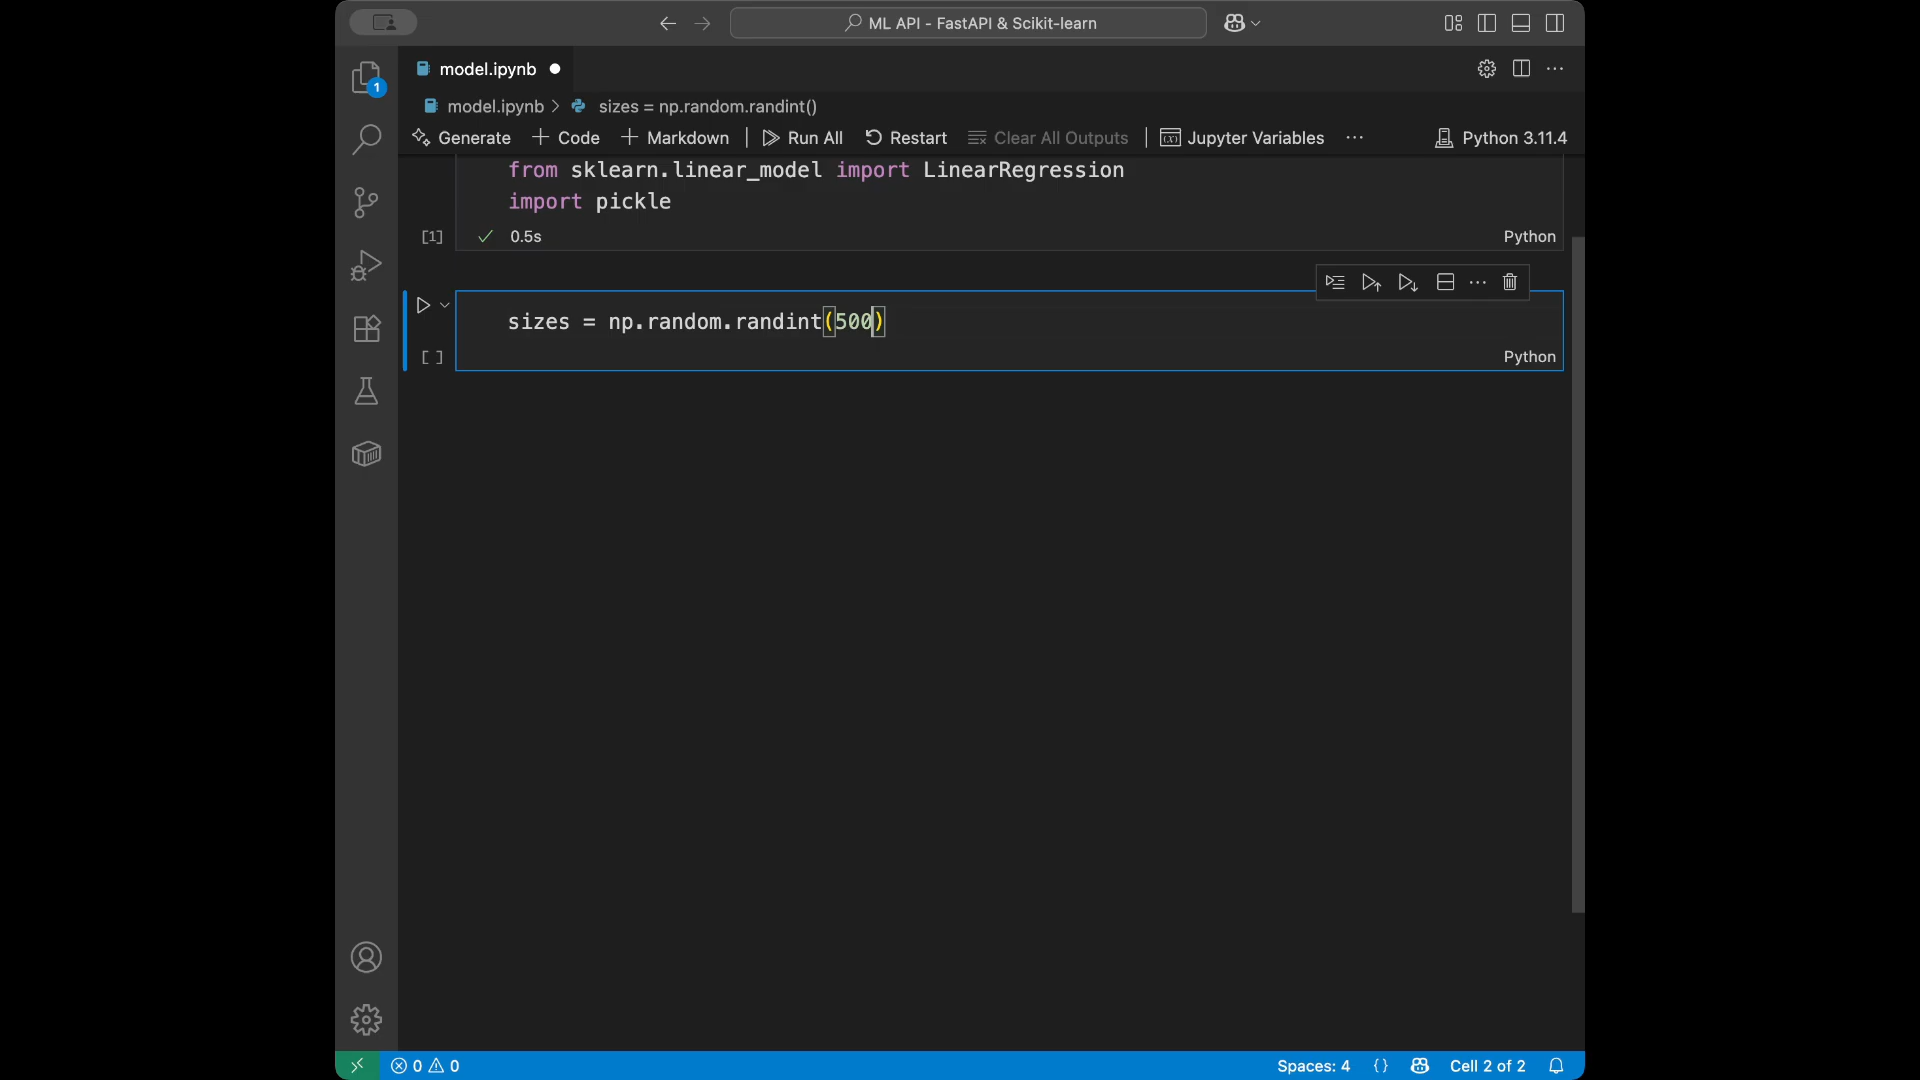 ML API - FastAPI & Scikit-learn
1
model.ipynb
model.ipynb > sizes = np.random.randint()
Generate + Code + Markdown | Run All Restart Clear All Outputs | Jupyter Variables ... Python 3.11.4
from sklearn.linear_model import LinearRegression
import pickle
[1] ✓ 0.5s Python
sizes = np.random.randint(500)
[ ] Python
0 0 Spaces: 4 {} Cell 2 of 2